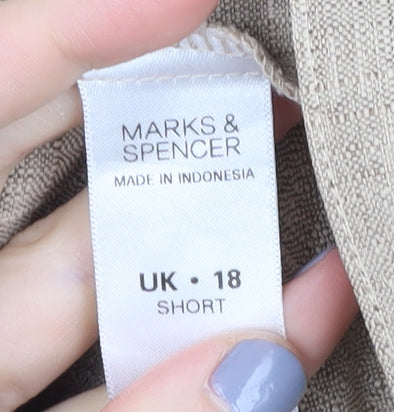 MARKS &
SPENCER
MADE IN INDONESIA
UK • 18
SHORT